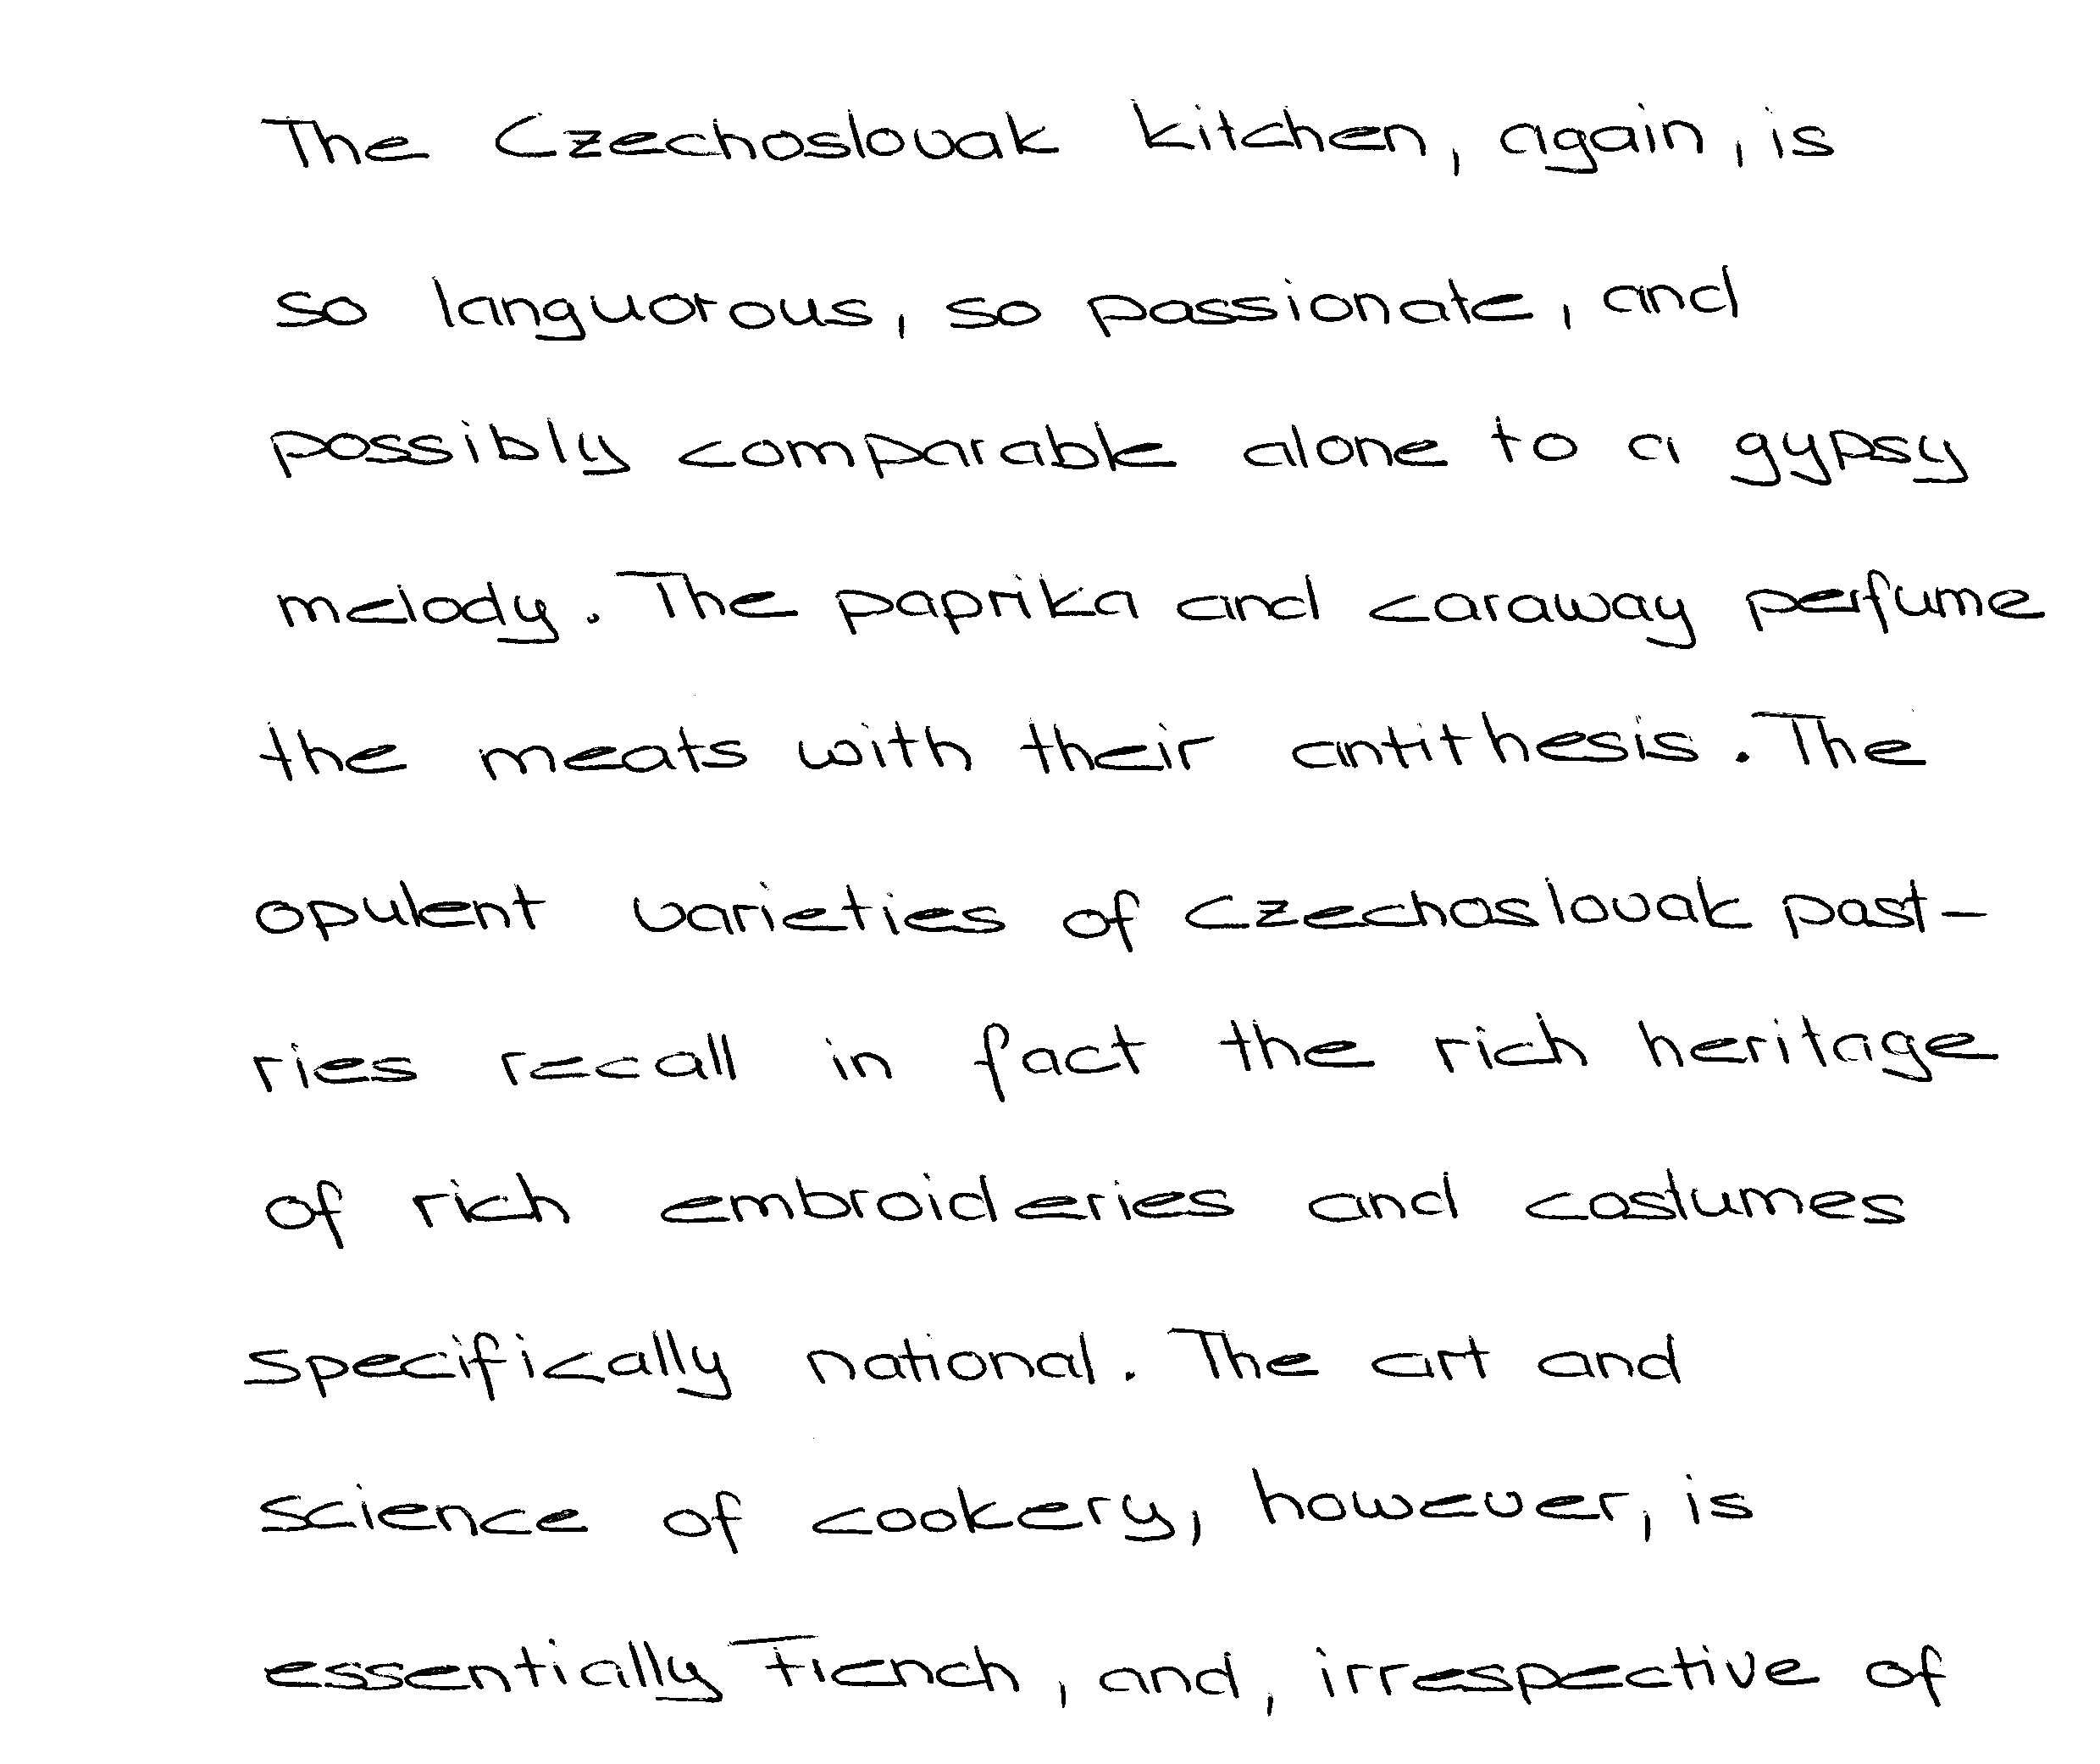 The Czechoslovak kitchen, again, is
so languorous, so passionate, and
possibly comparable alone to a gypsy
melody. The paprika and caraway perfume
the meats with their antithesis. The
opulent varieties of Czechoslovak past-
ries recall in fact the rich heritage
of rich embroideries and costumes
specifically national. The art and
science of cookery, however, is
essentially French, and, irrespective of